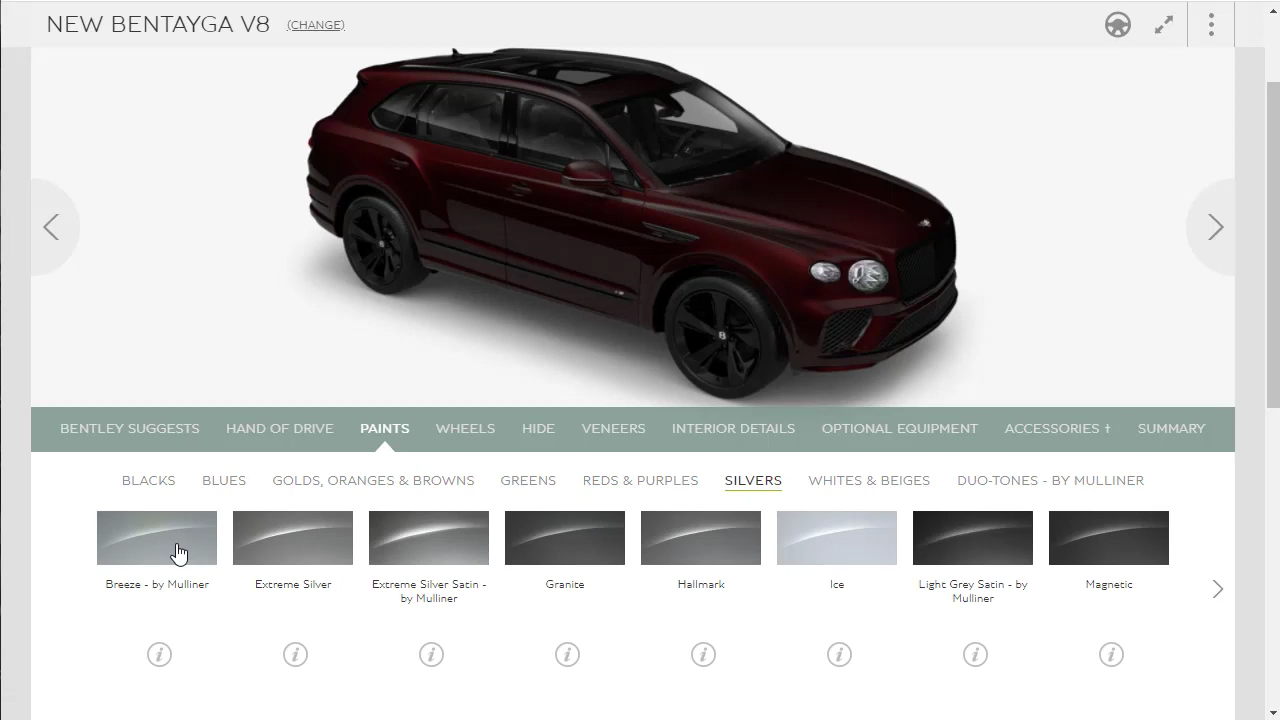 NEW BENTAYGA V8 (CHANGE)
BENTLEY SUGGESTS HAND OF DRIVE PAINTS WHEELS HIDE VENEERS INTERIOR DETAILS OPTIONAL EQUIPMENT ACCESSORIES † SUMMARY
BLACKS BLUES GOLDS, ORANGES & BROWNS GREENS REDS & PURPLES SILVERS WHITES & BEIGES DUO-TONES - BY MULLINER
Breeze - by Mulliner Extreme Silver Extreme Silver Satin - Granite Hallmark Ice Light Grey Satin - by Magnetic
by Mulliner Mulliner
i i i i i i i i